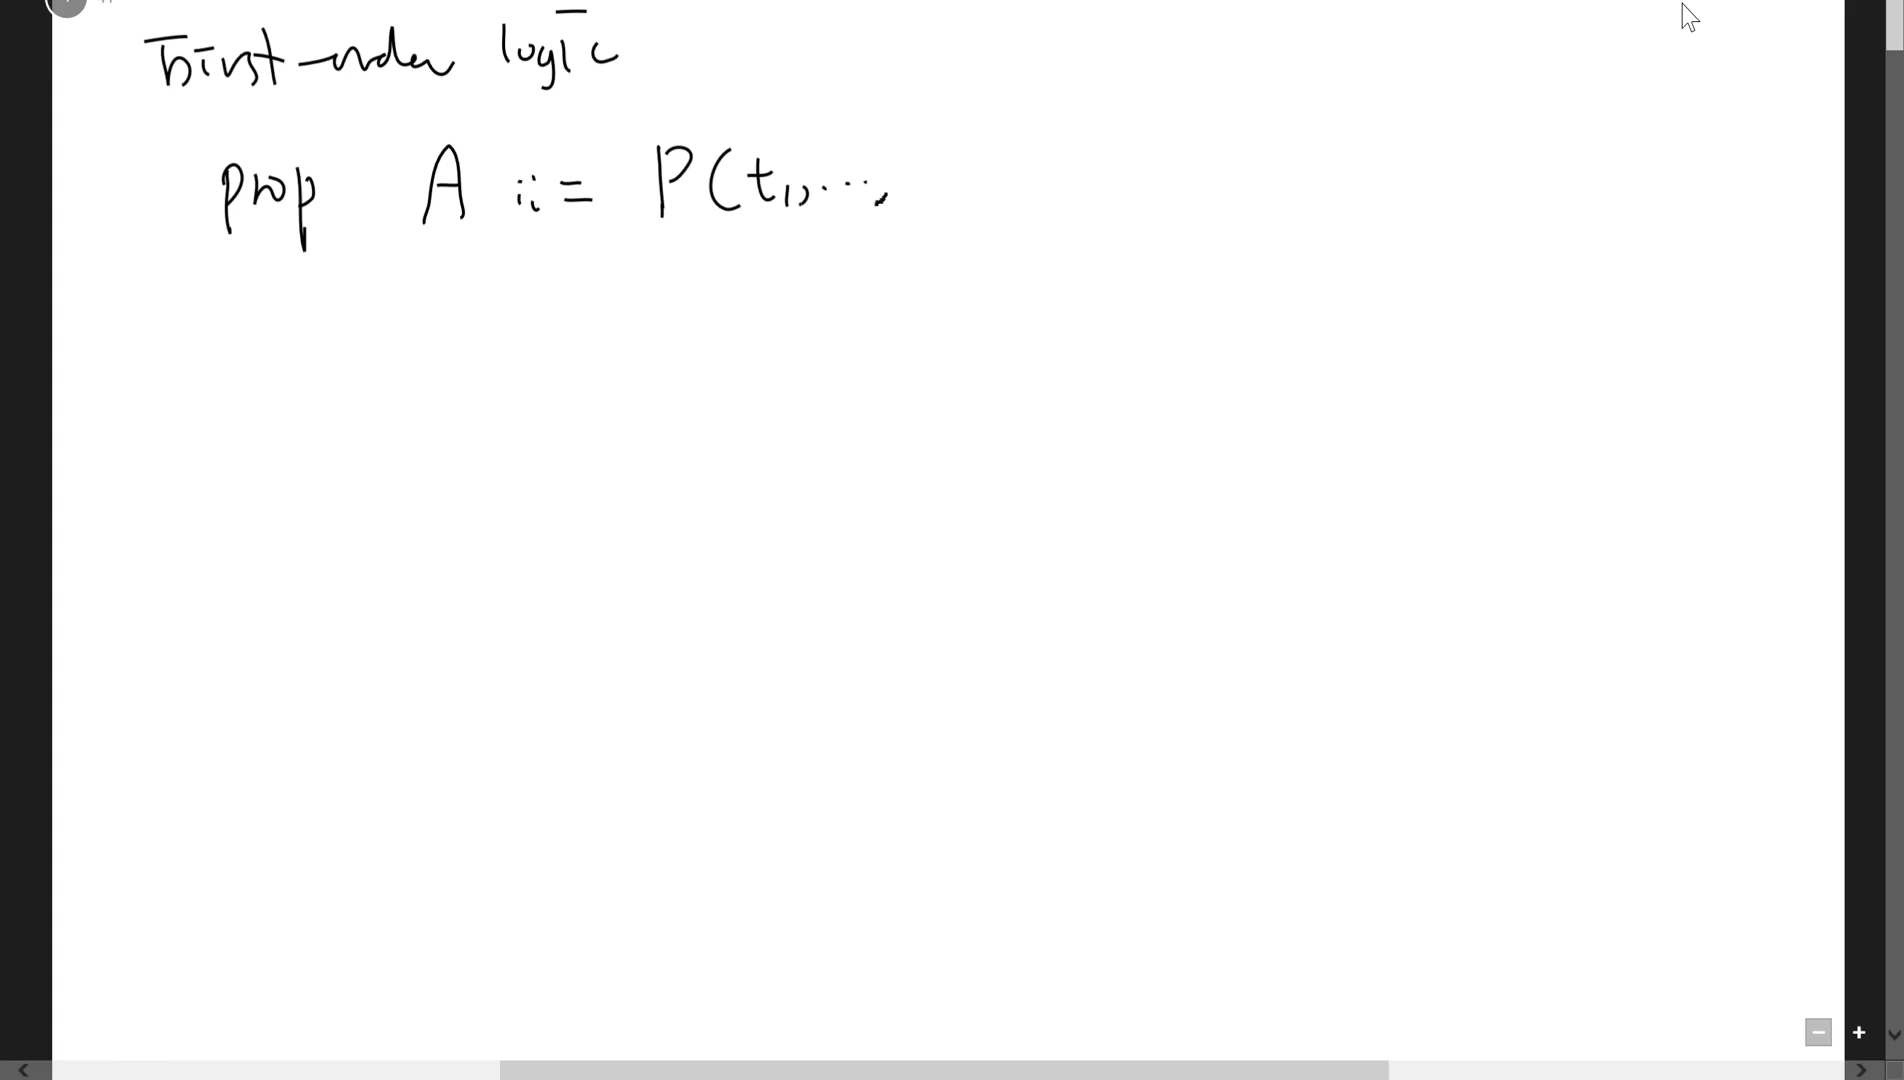 First-order logic
prop A ::= P(t₁,...,